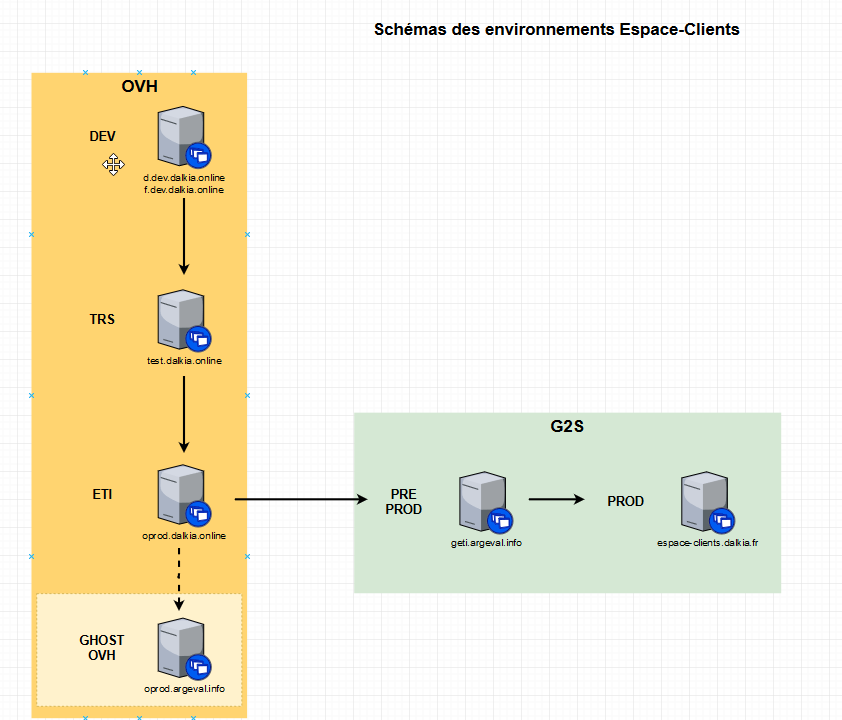 Schémas des environnements Espace-Clients
OVH
DEV
d.dev.dalkia.online
f.dev.dalkia.online
TRS
test.dalkia.online
ETI
oprod.dalkia.online
GHOST
OVH
oprod.argeval.info
G2S
PRE
PROD
geti.argeval.info
PROD
espace-clients.dalkia.fr